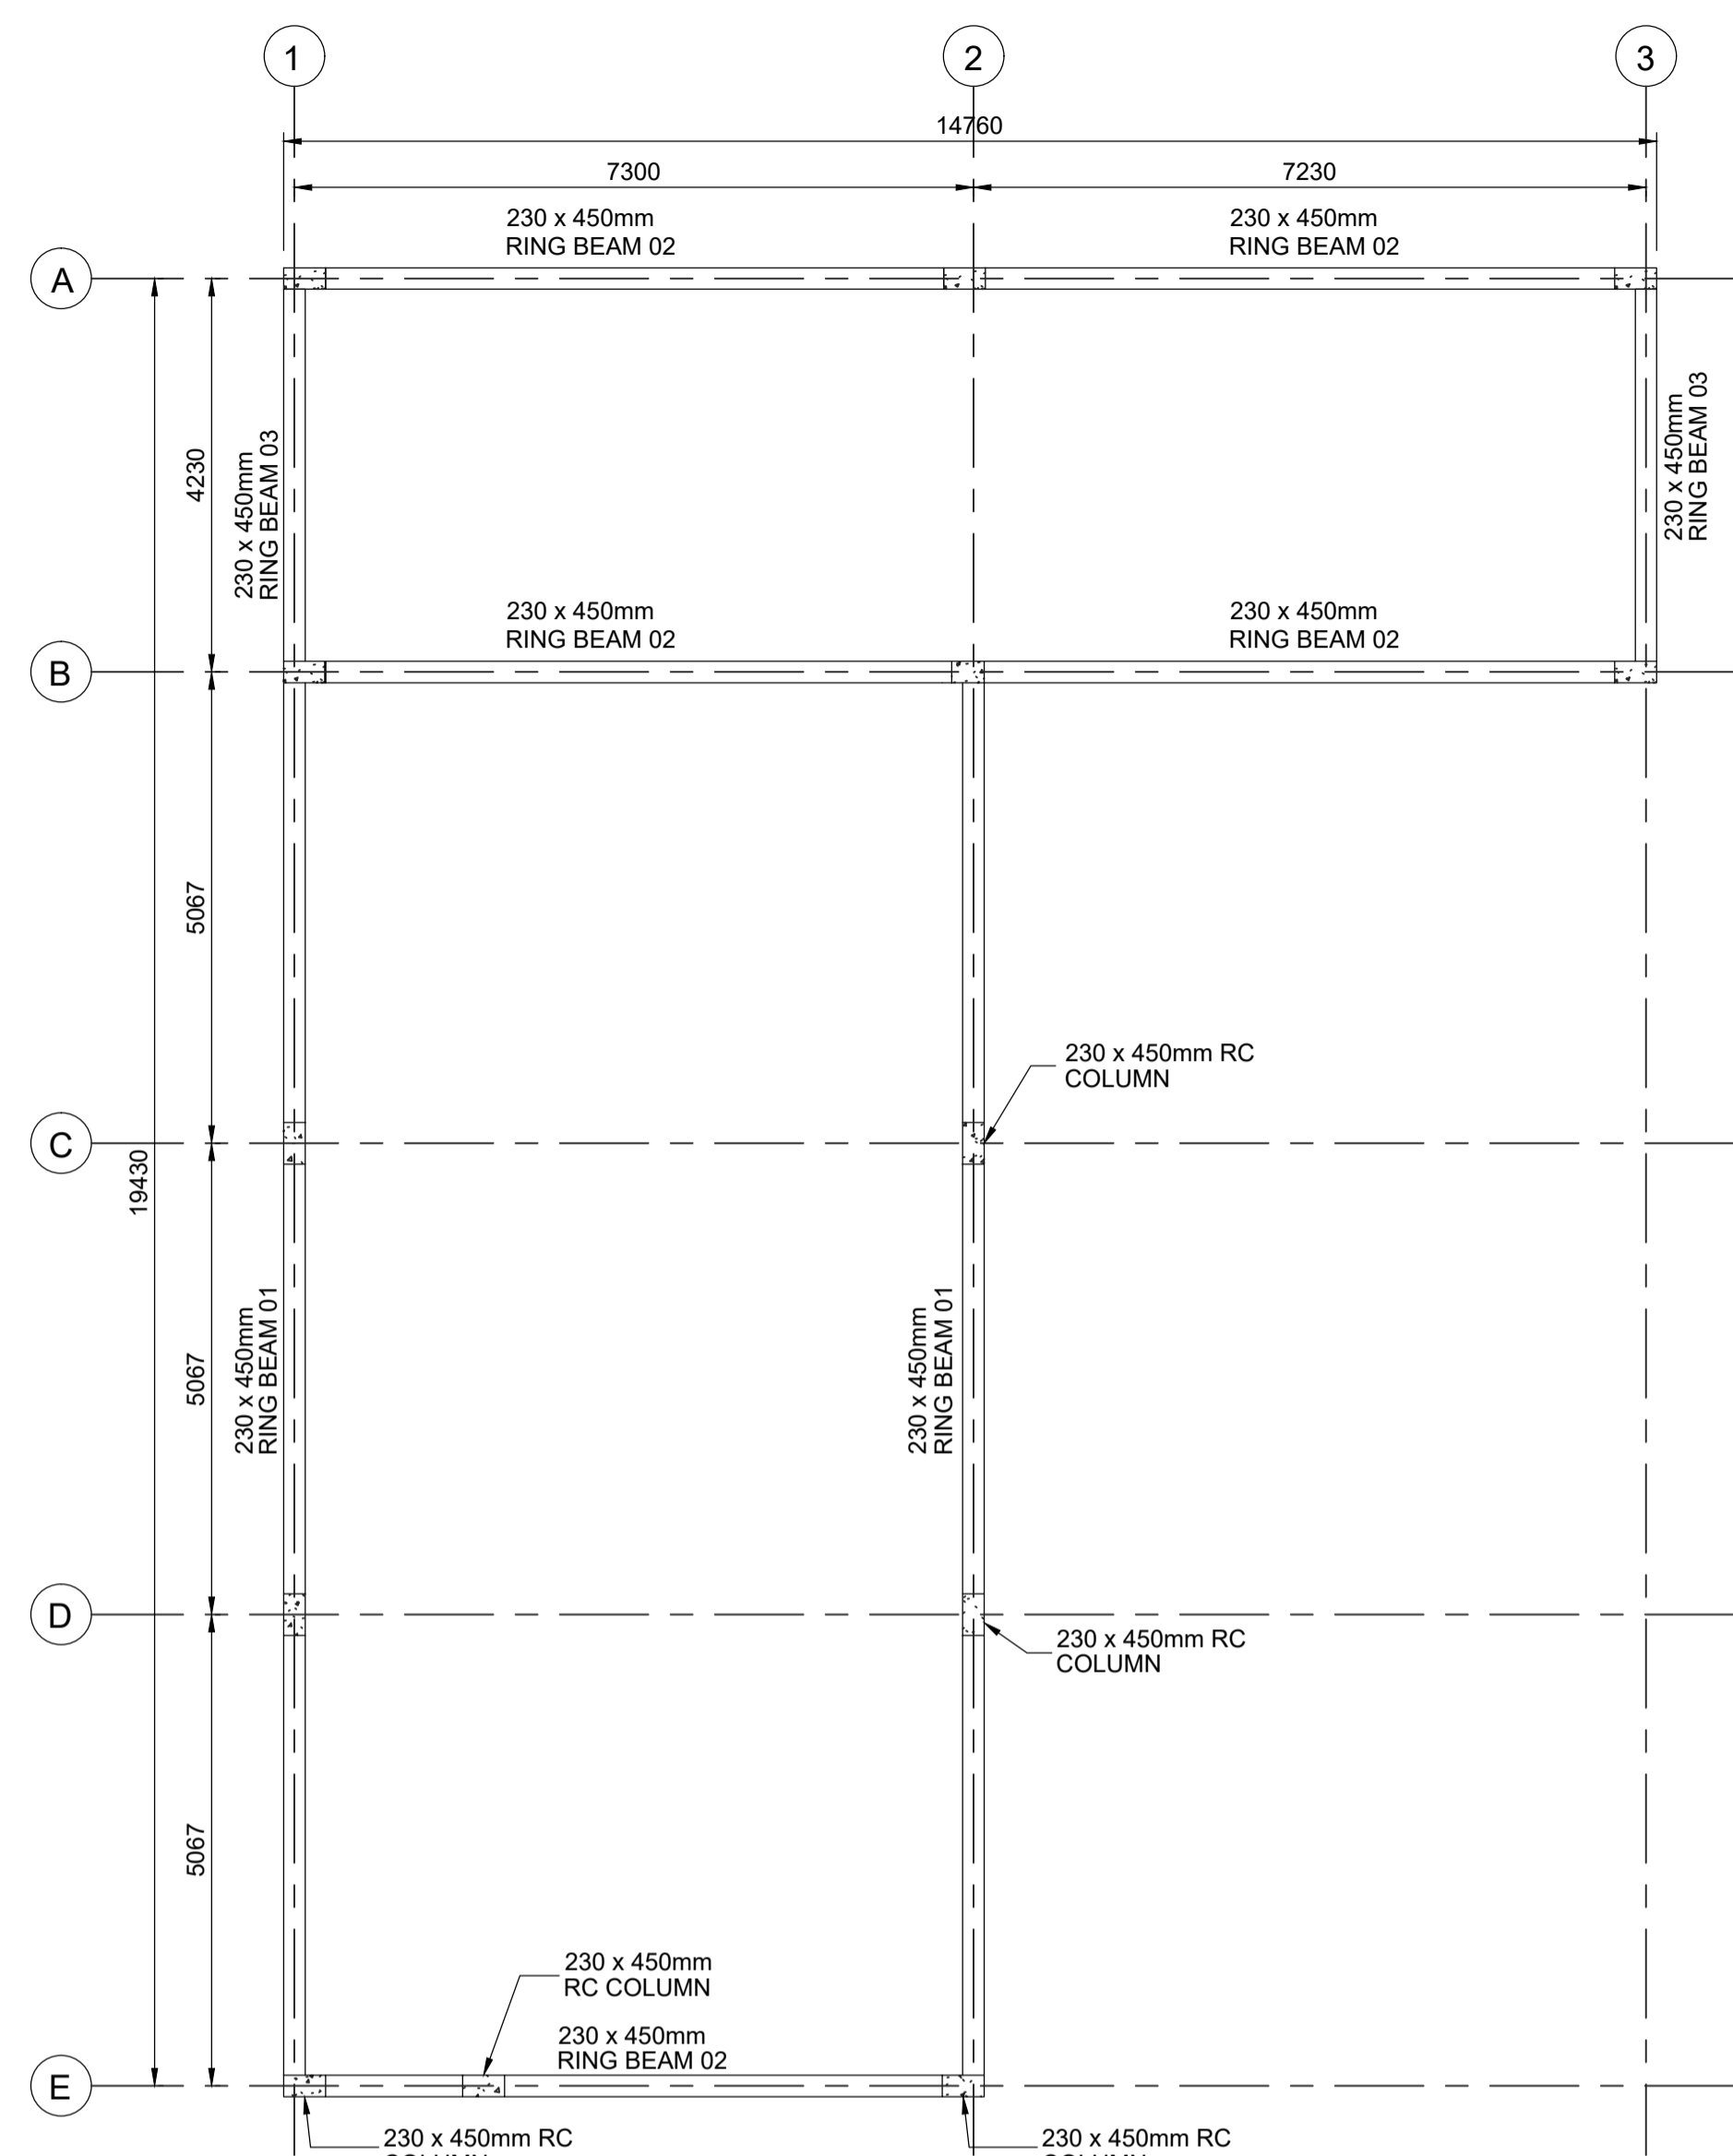 1
2
3
14760
7300
7230
230 x 450mm
RING BEAM 02
230 x 450mm
RING BEAM 02
A
4230
230 x 450mm
RING BEAM 03
230 x 450mm
RING BEAM 03
230 x 450mm
RING BEAM 02
230 x 450mm
RING BEAM 02
B
5067
230 x 450mm RC
COLUMN
C
19430
5067
230 x 450mm
RING BEAM 01
230 x 450mm
RING BEAM 01
D
230 x 450mm RC
COLUMN
5067
230 x 450mm
RC COLUMN
230 x 450mm
RING BEAM 02
E
230 x 450mm RC
COLUMN
230 x 450mm RC
COLUMN